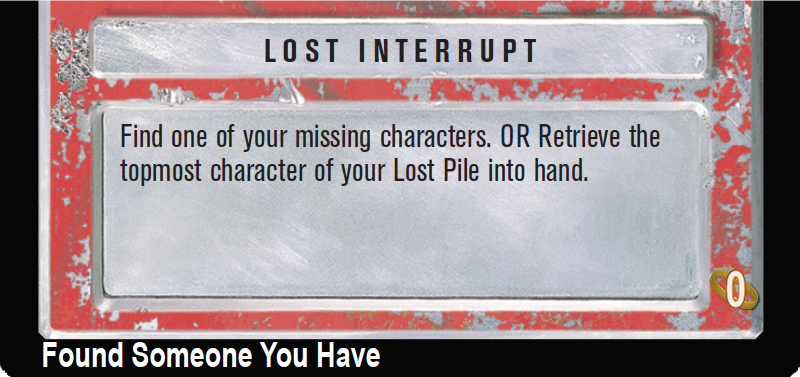 LOST INTERRUPT
Find one of your missing characters. OR Retrieve the
topmost character of your Lost Pile into hand.
0
Found Someone You Have